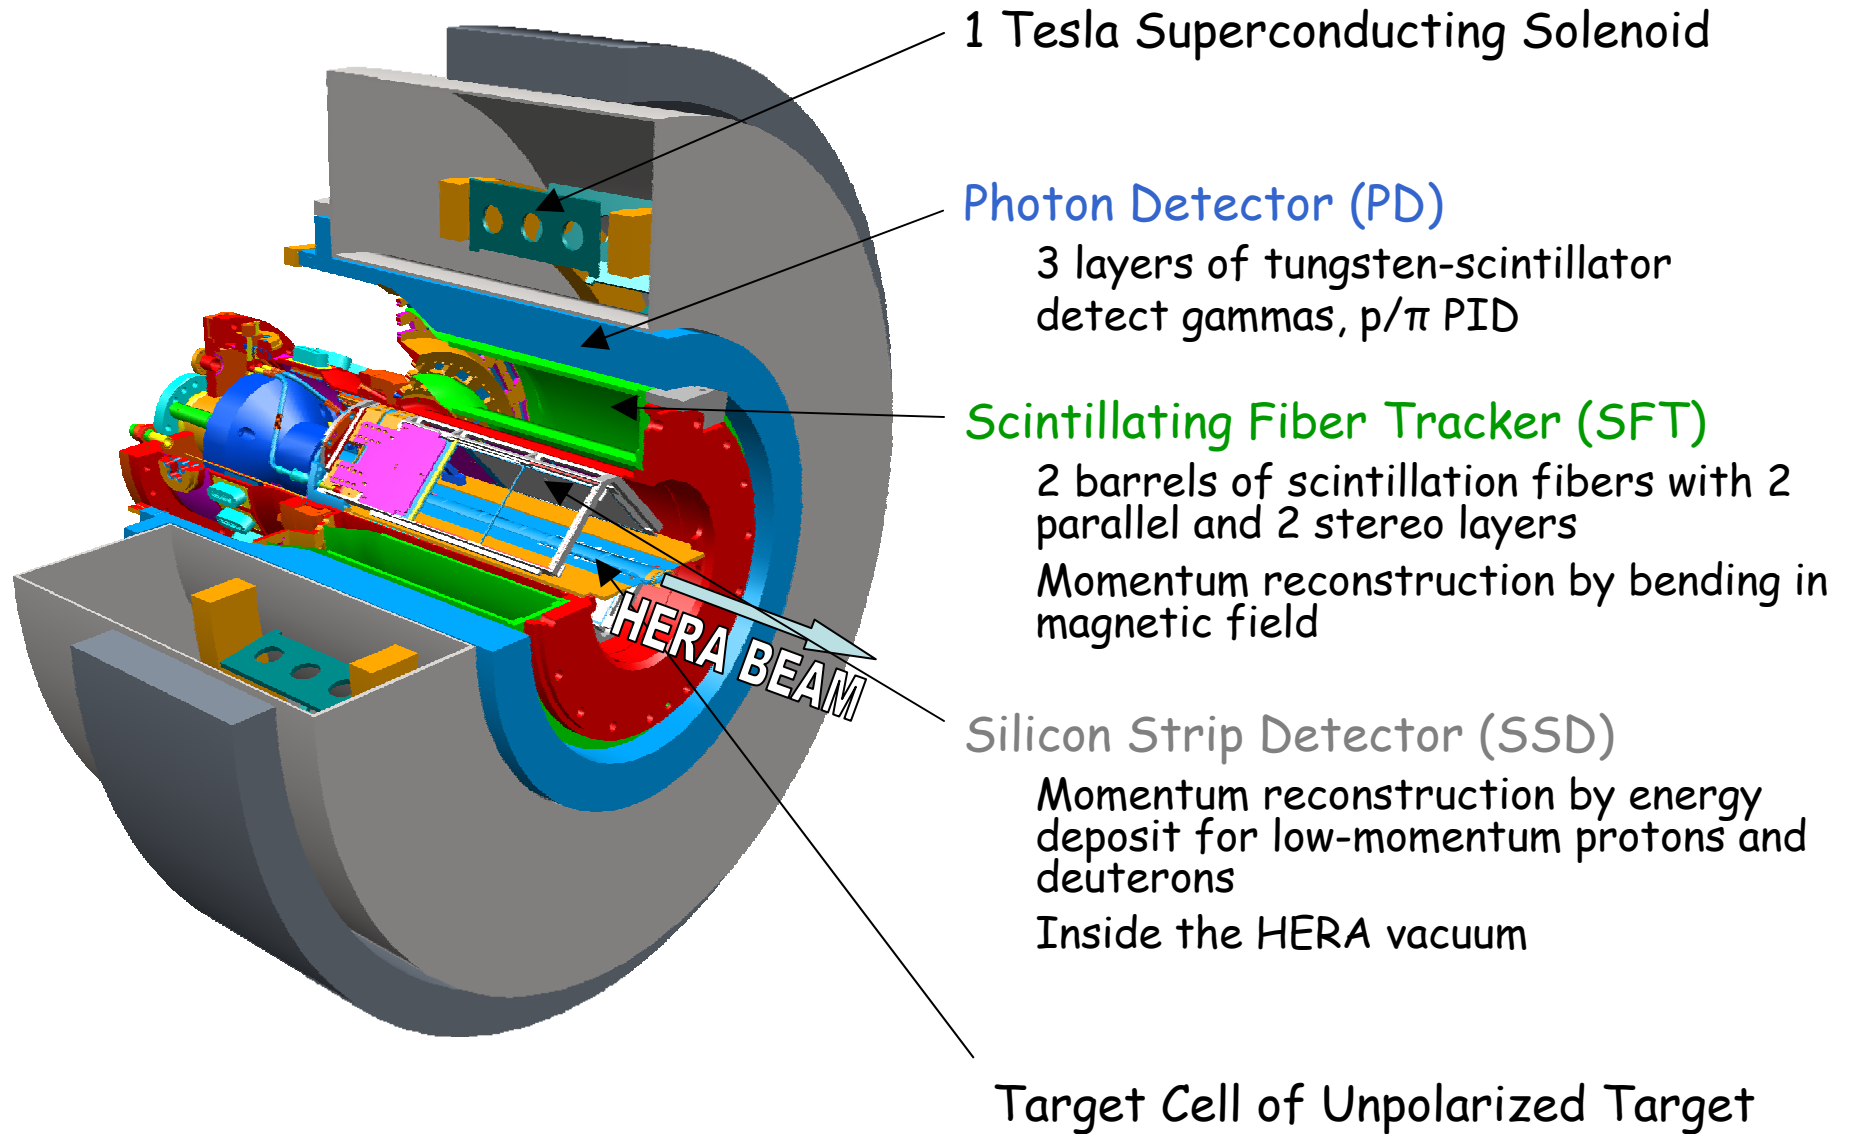 1 Tesla Superconducting Solenoid
Photon Detector (PD)
3 layers of tungsten-scintillator
detect gammas, p/π PID
Scintillating Fiber Tracker (SFT)
2 barrels of scintillation fibers with 2
parallel and 2 stereo layers
Momentum reconstruction by bending in
magnetic field
HERA BEAM
Silicon Strip Detector (SSD)
Momentum reconstruction by energy
deposit for low-momentum protons and
deuterons
Inside the HERA vacuum
Target Cell of Unpolarized Target